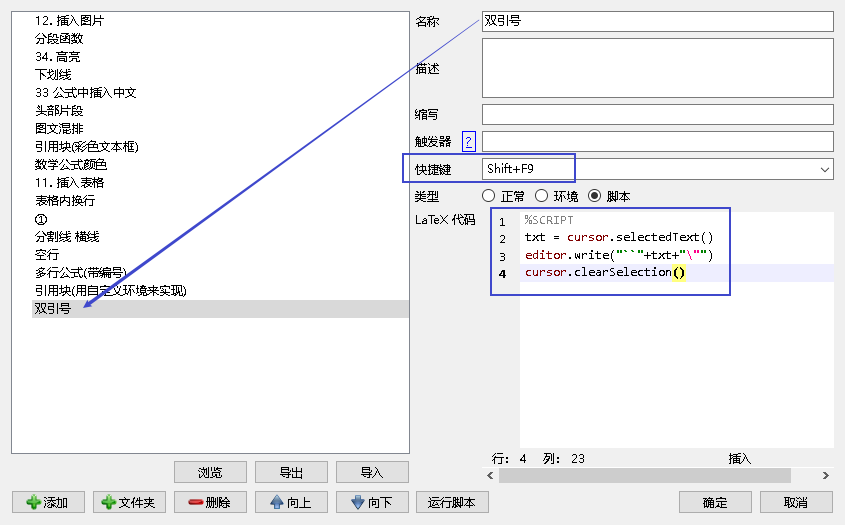 12. 插入图片
分段函数
34. 高亮
下划线
33 公式中插入中文
头部片段
图文混排
引用块(彩色文本框)
数学公式颜色
11. 插入表格
表格内换行
①
分割线 横线
空行
多行公式(带编号)
引用块(用自定义环境来实现)
双引号
浏览
导出
导入
添加
文件夹
删除
向上
向下
运行脚本
名称
双引号
描述
缩写
触发器 ?
快捷键
Shift+F9
类型
正常
环境
脚本
LaTeX 代码
1 %SCRIPT
2 txt = cursor.selectedText()
3 editor.write("``"+txt+"\"")
4 cursor.clearSelection()
行: 4 列: 23 插入
确定
取消